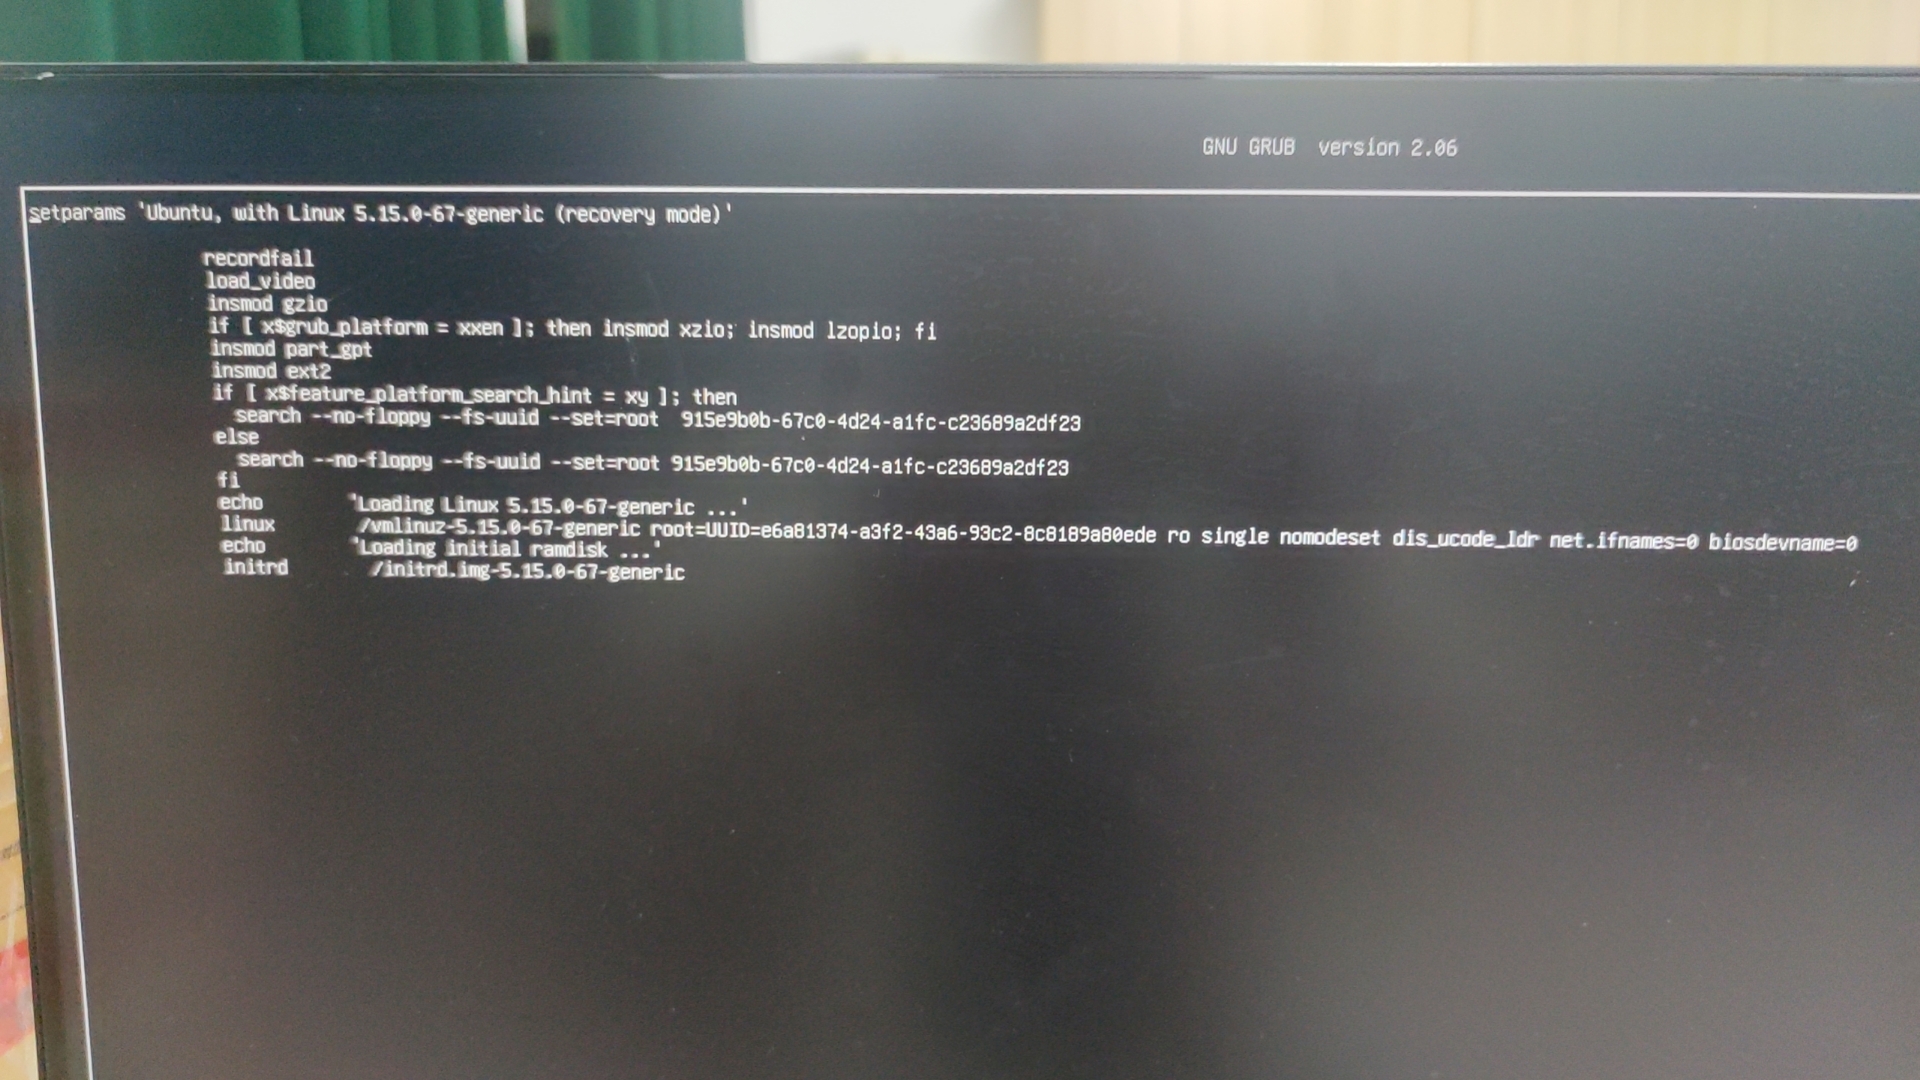 GNU GRUB  version 2.06
setparams 'Ubuntu, with Linux 5.15.0-67-generic (recovery mode)'
recordfail
load_video
insmod gzio
if [ x$grub_platform = xxen ]; then insmod xzio; insmod lzopio; fi
insmod part_gpt
insmod ext2
if [ x$feature_platform_search_hint = xy ]; then
search --no-floppy --fs-uuid --set=root  915e9b0b-67c0-4d24-a1fc-c23689a2df23
else
search --no-floppy --fs-uuid --set=root 915e9b0b-67c0-4d24-a1fc-c23689a2df23
fi
echo 'Loading Linux 5.15.0-67-generic ...'
linux /vmlinuz-5.15.0-67-generic root=UUID=e6a81374-a3f2-43a6-93c2-8c8189a80ede ro single nomodeset dis_ucode_ldr net.ifnames=0 biosdevname=0
echo 'Loading initial ramdisk ...'
initrd /initrd.img-5.15.0-67-generic